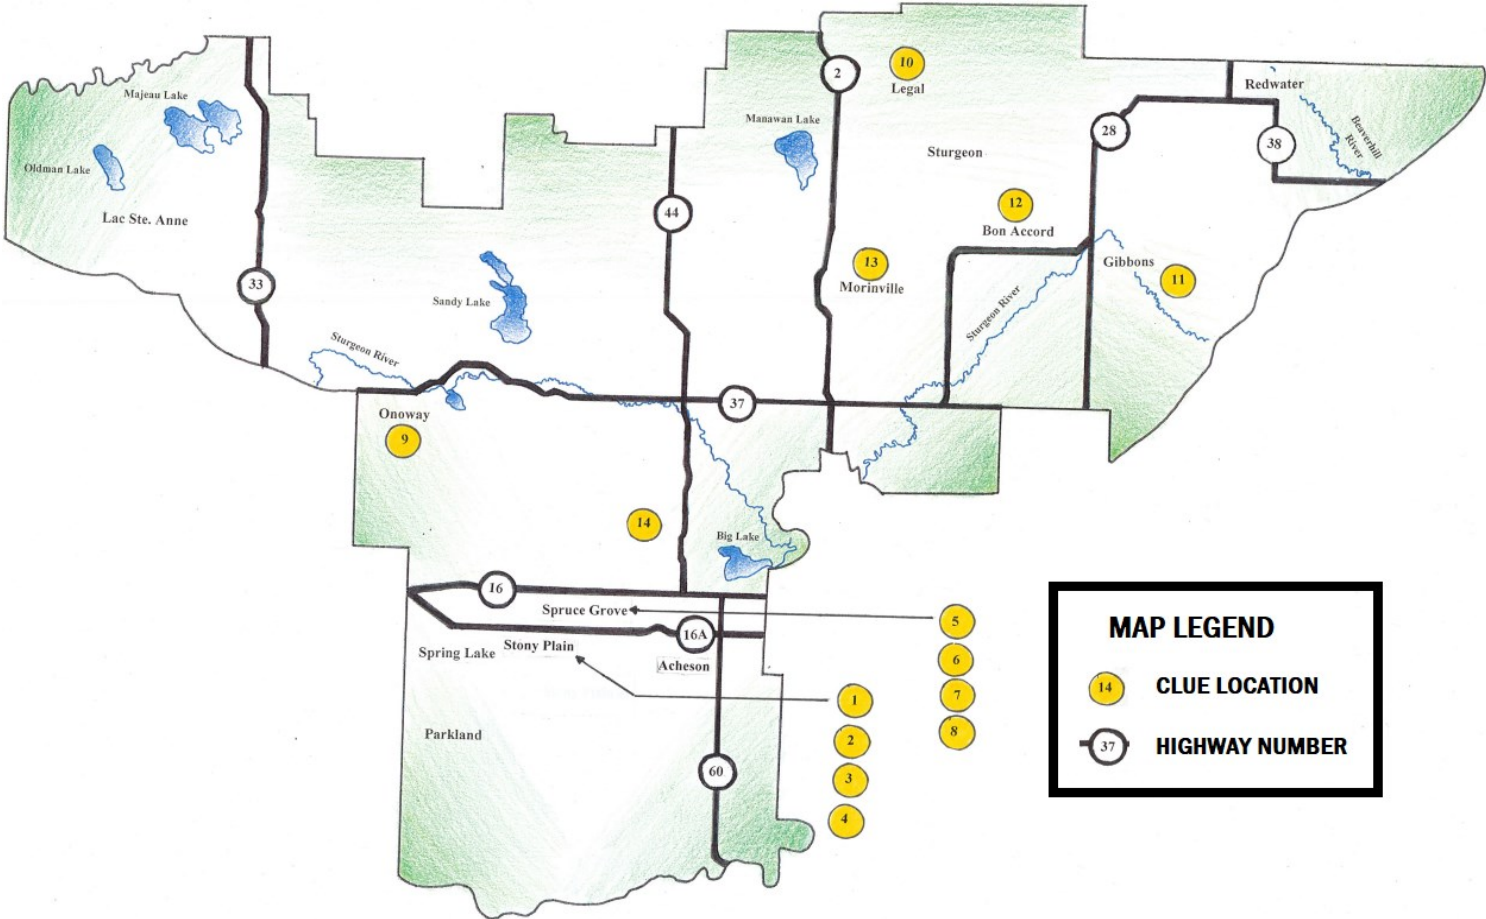 10
Legal
2
Redwater
Majeau Lake
Manawan Lake
28
Beaverhill
River
38
Sturgeon
Oldman Lake
12
Bon Accord
44
Lac Ste. Anne
13
Morinville
Gibbons
11
33
Sandy Lake
Sturgeon River
Sturgeon River
37
Onoway
9
14
Big Lake
16
Spruce Grove
5
16A
Stony Plain
Spring Lake
Acheson
6
7
8
1
2
3
4
Parkland
60
MAP LEGEND
14 CLUE LOCATION
37 HIGHWAY NUMBER